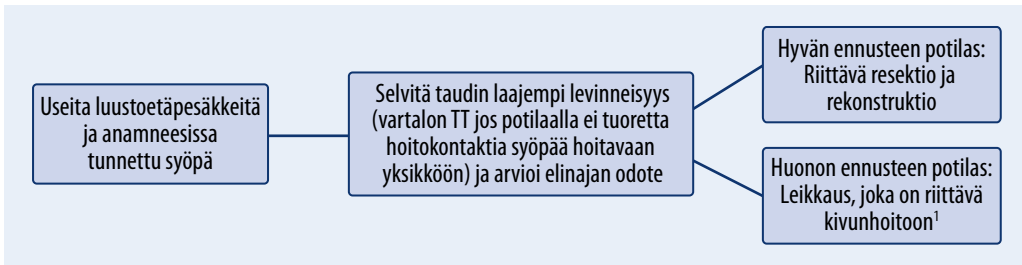 Useita luustoetäpesäkkeitä
ja anamneesissa
tunnettu syöpä
Selvitä taudin laajempi levinneisyys
(vartalon TT jos potilaalla ei tuoretta
hoitokontaktia syöpää hoitavaan
yksikköön) ja arvioi elinajan odote
Hyvän ennusteen potilas:
Riittävä resektio ja
rekonstruktio
Huonon ennusteen potilas:
Leikkaus, joka on riittävä
kivunhoitoon¹